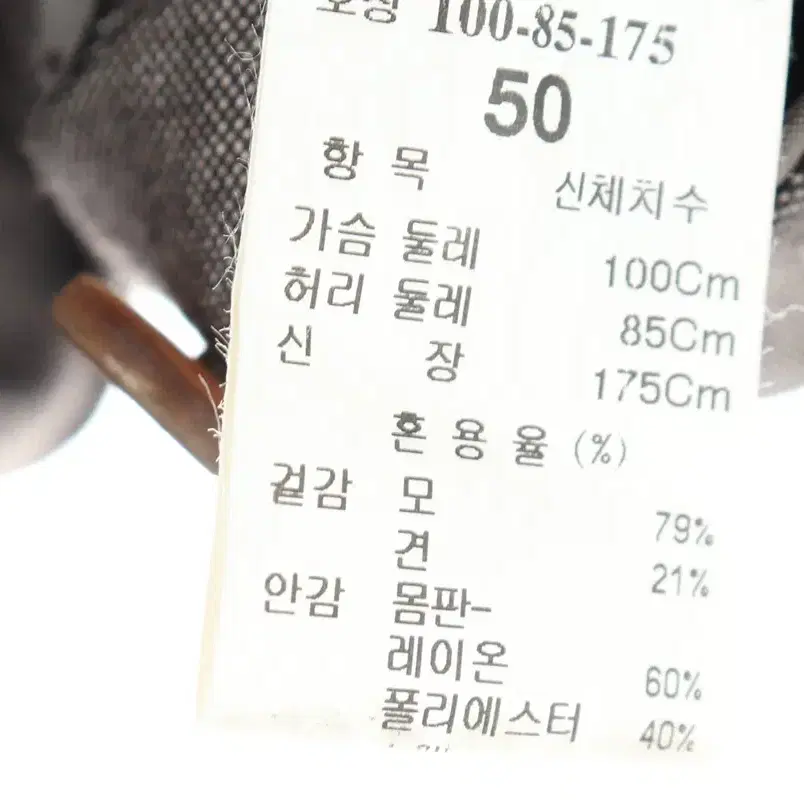 호칭 100-85-175
50
항 목 신체치수
가슴 둘레 100Cm
허리 둘레 85Cm
신 장 175Cm
혼 용 율 (%)
겉감 모 79%
견 21%
안감 몸판-
레이온 60%
폴리에스터 40%